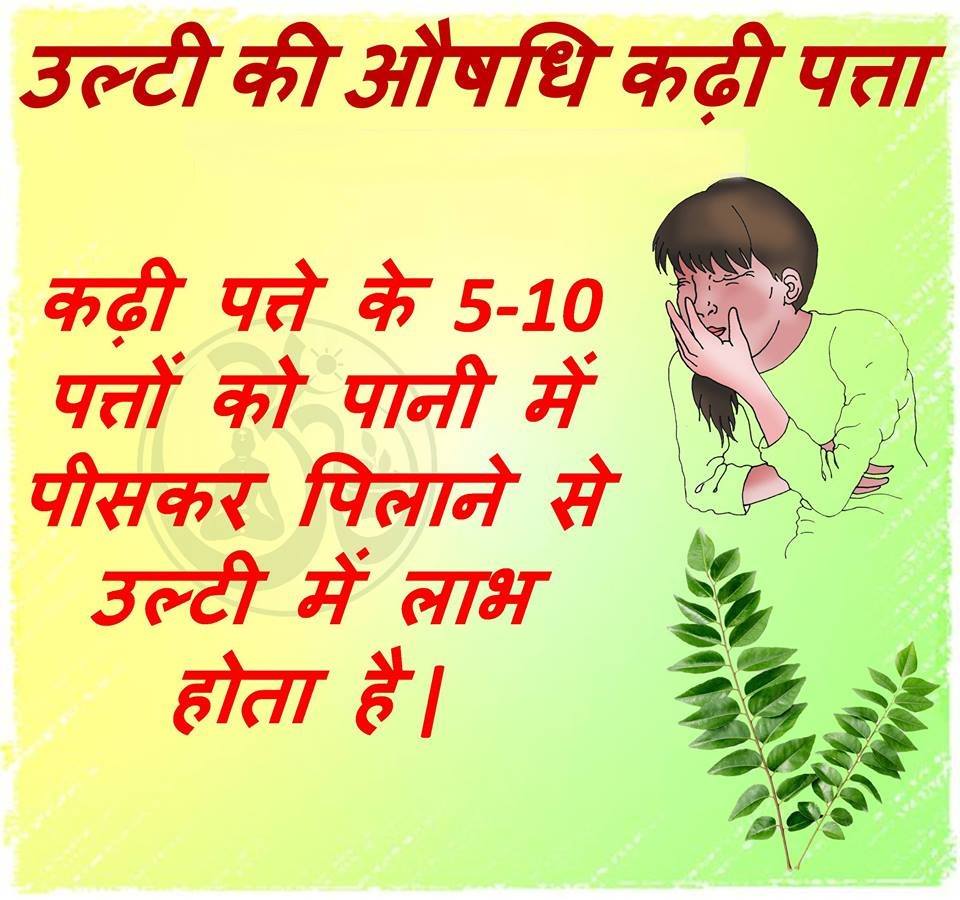 उल्टी की औषधि कढ़ी पत्ता
कढ़ी पत्ते के 5-10
पत्तों को पानी में
पीसकर पिलाने से
उल्टी में लाभ
होता है|